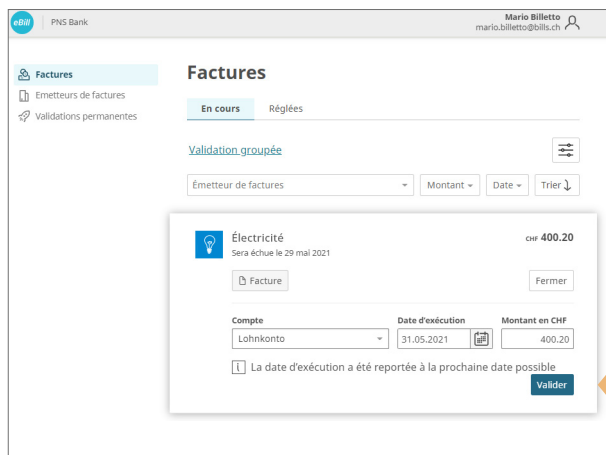 eBill
PNS Bank
Mario Billetto
mario.billetto@bills.ch
Factures
Emetteurs de factures
Validations permanentes
Factures
En cours
Réglées
Validation groupée
Émetteur de factures
Montant
Date
Trier
Électricité
CHF 400.20
Sera échue le 29 mai 2021
Facture
Fermer
Compte
Date d'exécution
Montant en CHF
Lohnkonto
31.05.2021
400.20
La date d'exécution a été reportée à la prochaine date possible
Valider